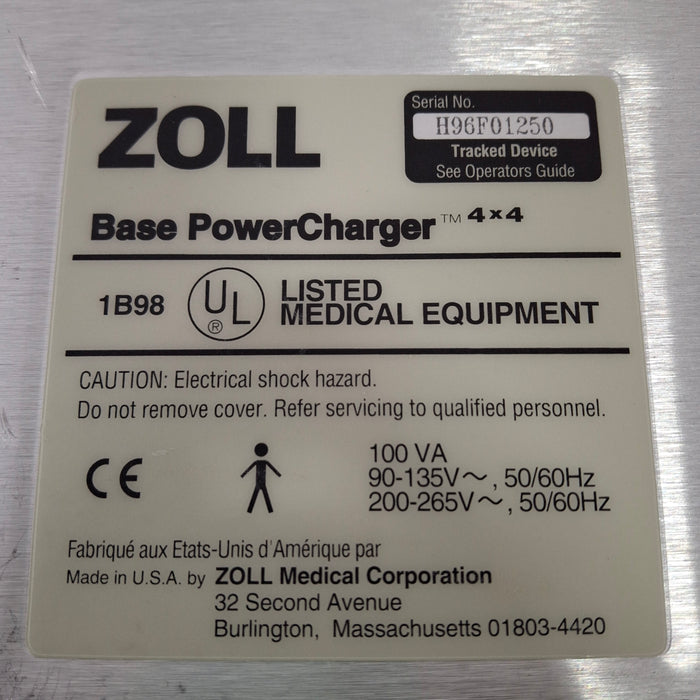 ZOLL
Serial No.
H96F01250
Tracked Device
See Operators Guide
Base PowerCharger™ 4×4
1B98 UL® LISTED
MEDICAL EQUIPMENT
CAUTION: Electrical shock hazard.
Do not remove cover. Refer servicing to qualified personnel.
CE
100 VA
90-135V~, 50/60Hz
200-265V~, 50/60Hz
Fabriqué aux Etats-Unis d'Amérique par
Made in U.S.A. by ZOLL Medical Corporation
32 Second Avenue
Burlington, Massachusetts 01803-4420